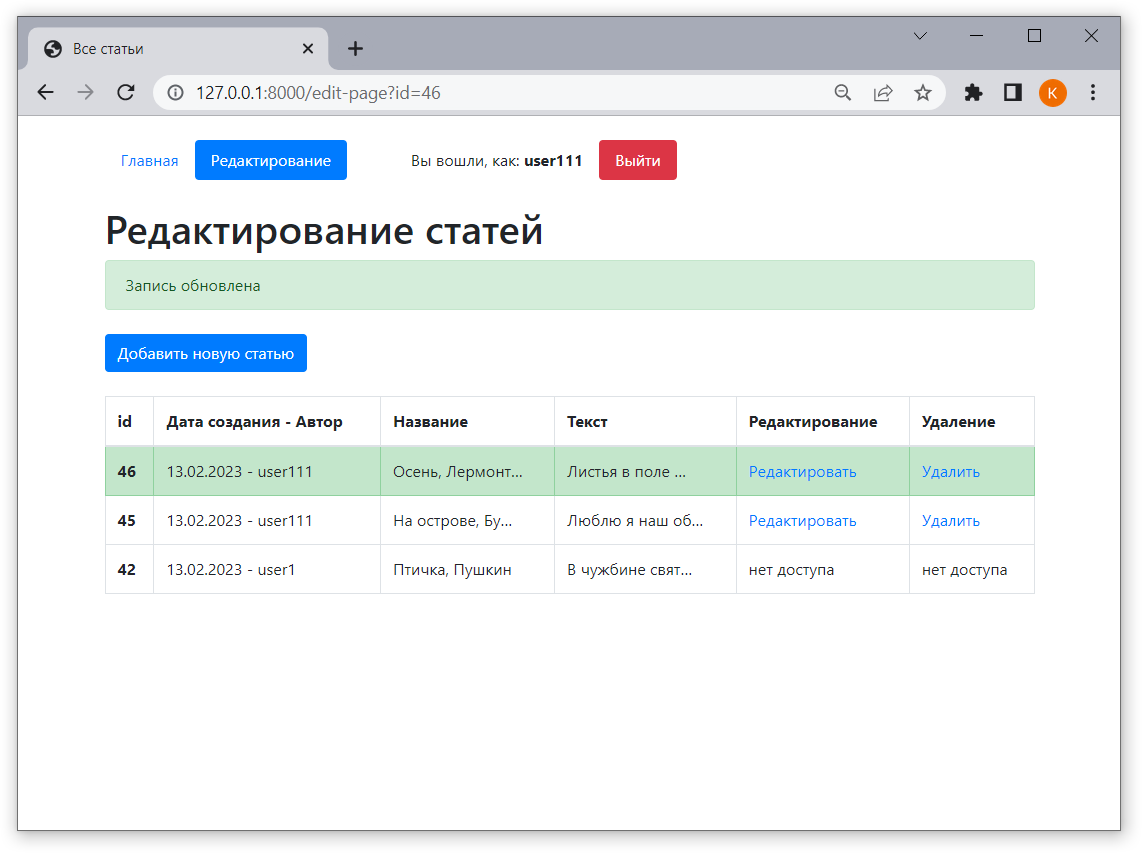 Все статьи
127.0.0.1:8000/edit-page?id=46
K
Главная Редактирование Вы вошли, как: user111 Выйти
Редактирование статей
Запись обновлена
Добавить новую статью
id Дата создания - Автор Название Текст Редактирование Удаление
46 13.02.2023 - user111 Осень, Лермонт... Листья в поле ... Редактировать Удалить
45 13.02.2023 - user111 На острове, Бу... Люблю я наш об... Редактировать Удалить
42 13.02.2023 - user1 Птичка, Пушкин В чужбине свят... нет доступа нет доступа